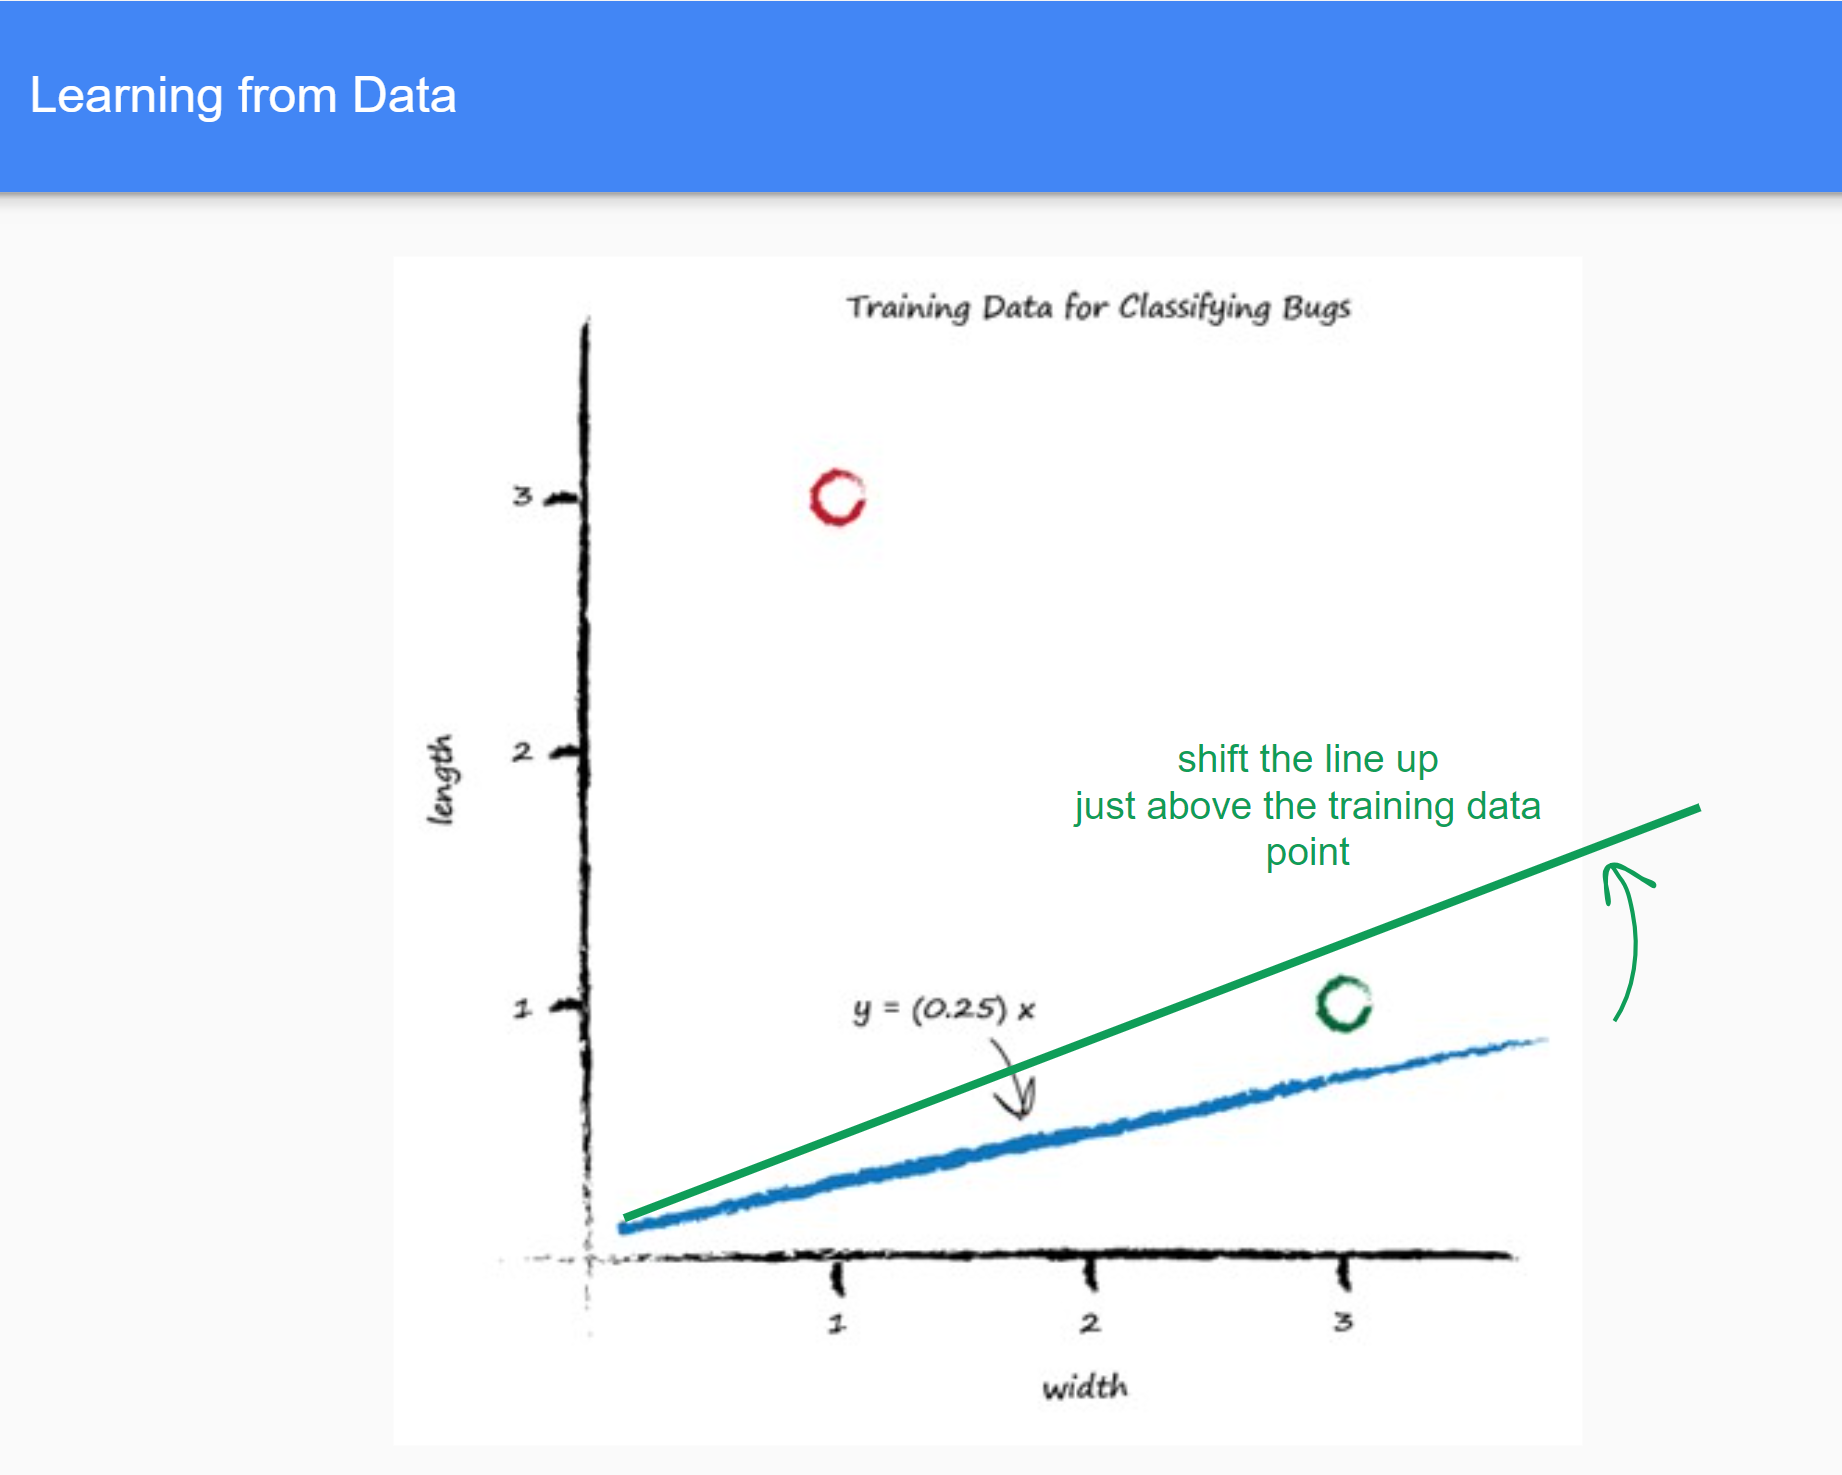 Learning from Data
Training Data for Classifying Bugs
3
2
1
length
shift the line up
just above the training data
point
y = (0.25) x
1
2
3
width